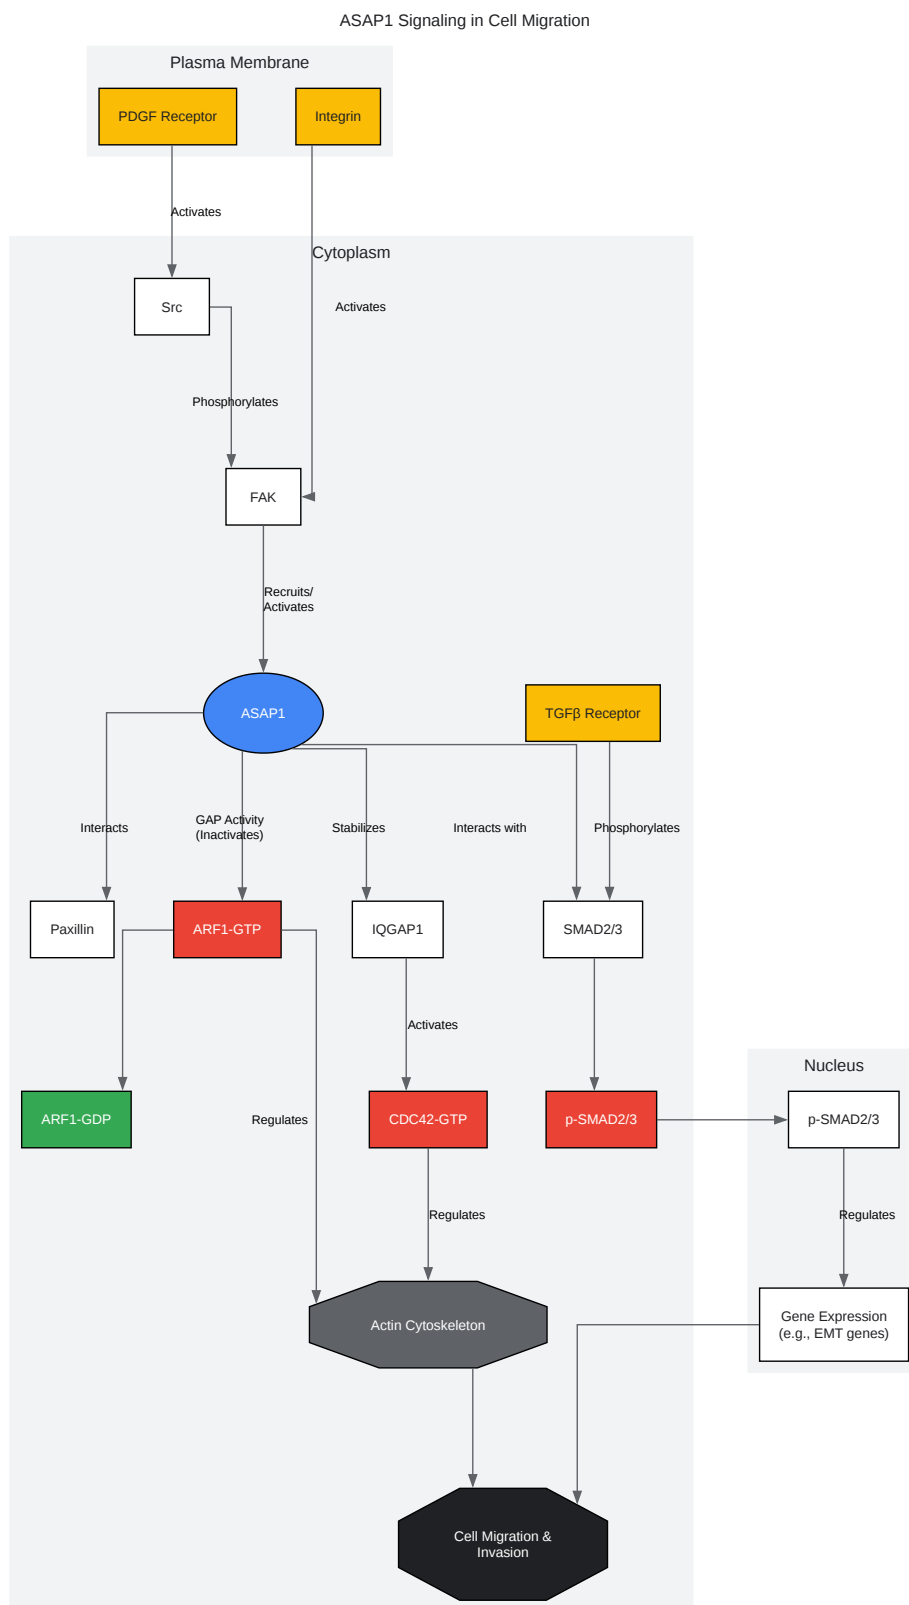 ASAP1 Signaling in Cell Migration
Plasma Membrane
PDGF Receptor
Integrin
Activates
Cytoplasm
Src
Activates
Phosphorylates
FAK
Recruits/
Activates
ASAP1
TGFβ Receptor
Interacts
GAP Activity
(Inactivates)
Stabilizes
Interacts with
Phosphorylates
Paxillin
ARF1-GTP
IQGAP1
SMAD2/3
Activates
Nucleus
ARF1-GDP
Regulates
CDC42-GTP
p-SMAD2/3
p-SMAD2/3
Regulates
Regulates
Actin Cytoskeleton
Gene Expression
(e.g., EMT genes)
Cell Migration &
Invasion